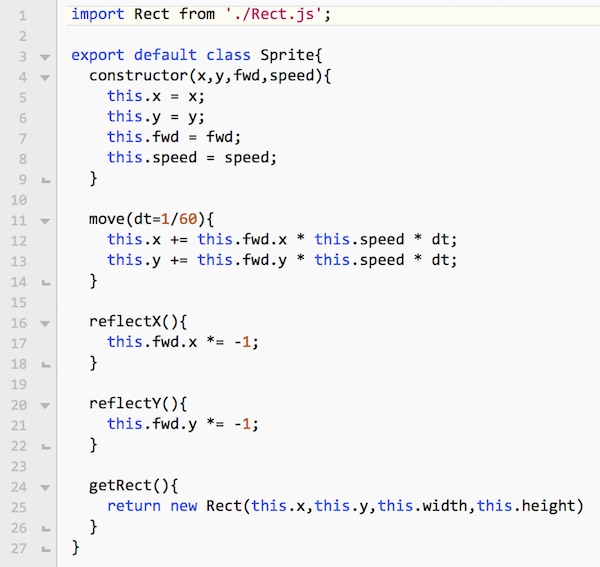 1 import Rect from './Rect.js';
2
3 export default class Sprite{
4   constructor(x,y,fwd,speed){
5     this.x = x;
6     this.y = y;
7     this.fwd = fwd;
8     this.speed = speed;
9   }
10
11   move(dt=1/60){
12     this.x += this.fwd.x * this.speed * dt;
13     this.y += this.fwd.y * this.speed * dt;
14   }
15
16   reflectX(){
17     this.fwd.x *= -1;
18   }
19
20   reflectY(){
21     this.fwd.y *= -1;
22   }
23
24   getRect(){
25     return new Rect(this.x,this.y,this.width,this.height)
26   }
27 }